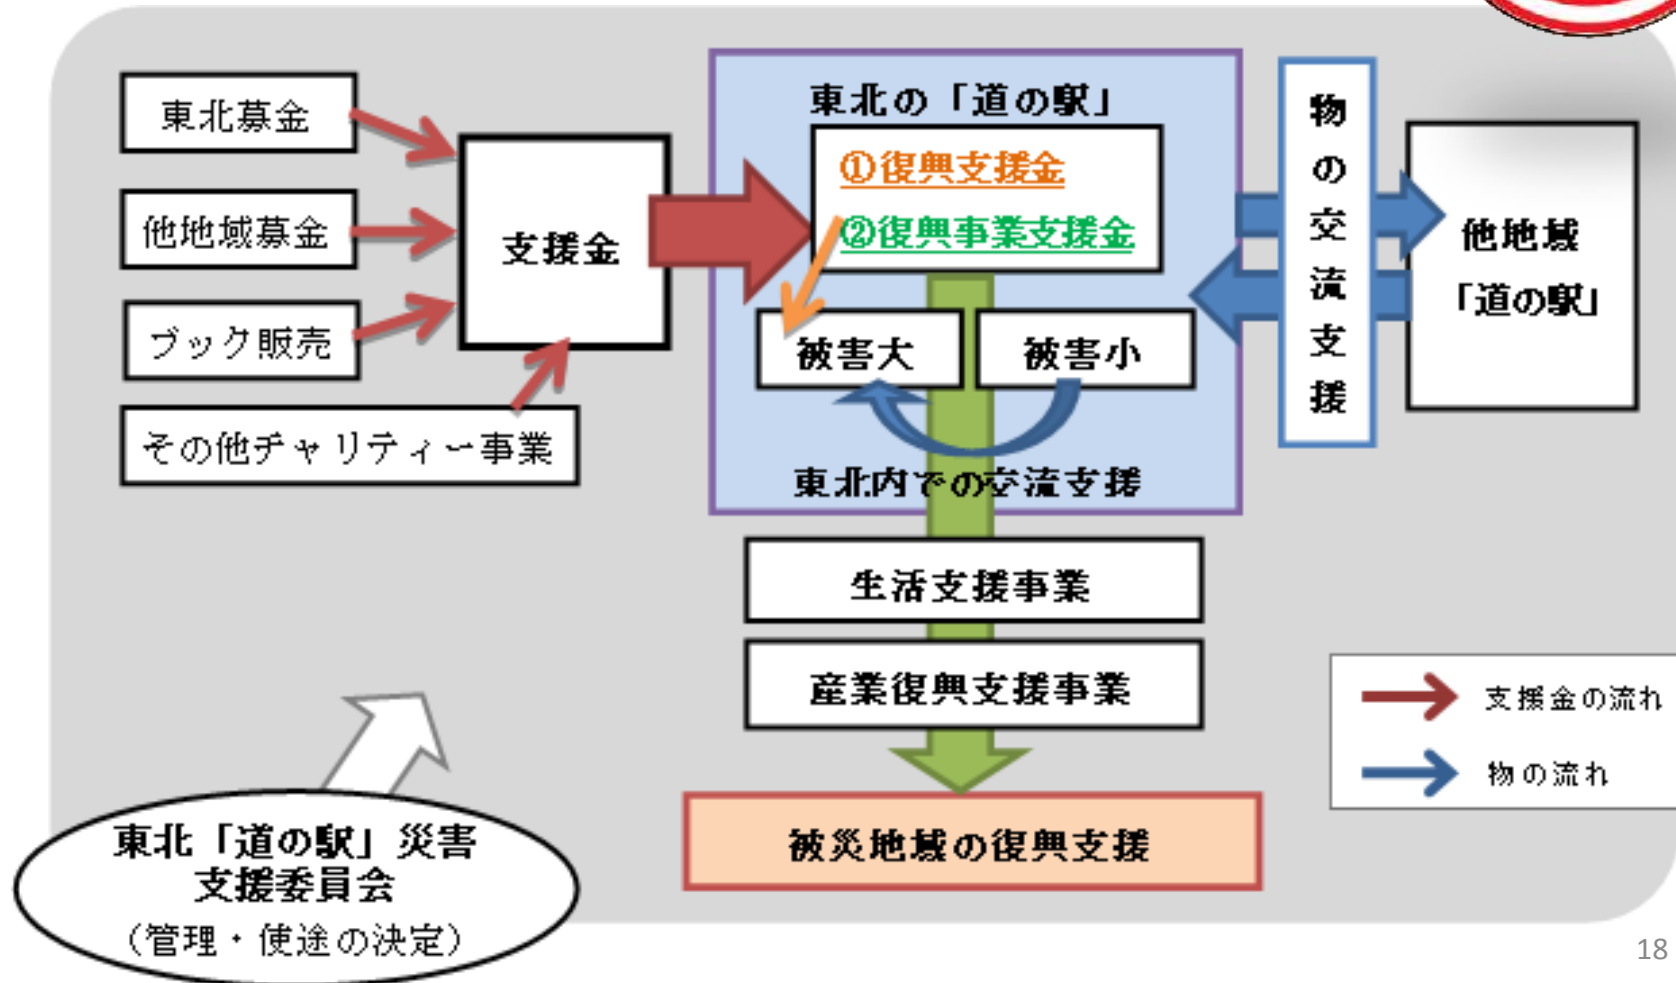 東北募金
他地域募金
ブック販売
その他チャリティー事業
支援金
東北の「道の駅」
①復興支援金
②復興事業支援金
被害大
被害小
東北内での交流支援
物の交流支援
他地域
「道の駅」
生活支援事業
産業復興支援事業
被災地域の復興支援
支援金の流れ
物の流れ
東北「道の駅」災害
支援委員会
（管理・使途の決定）
18